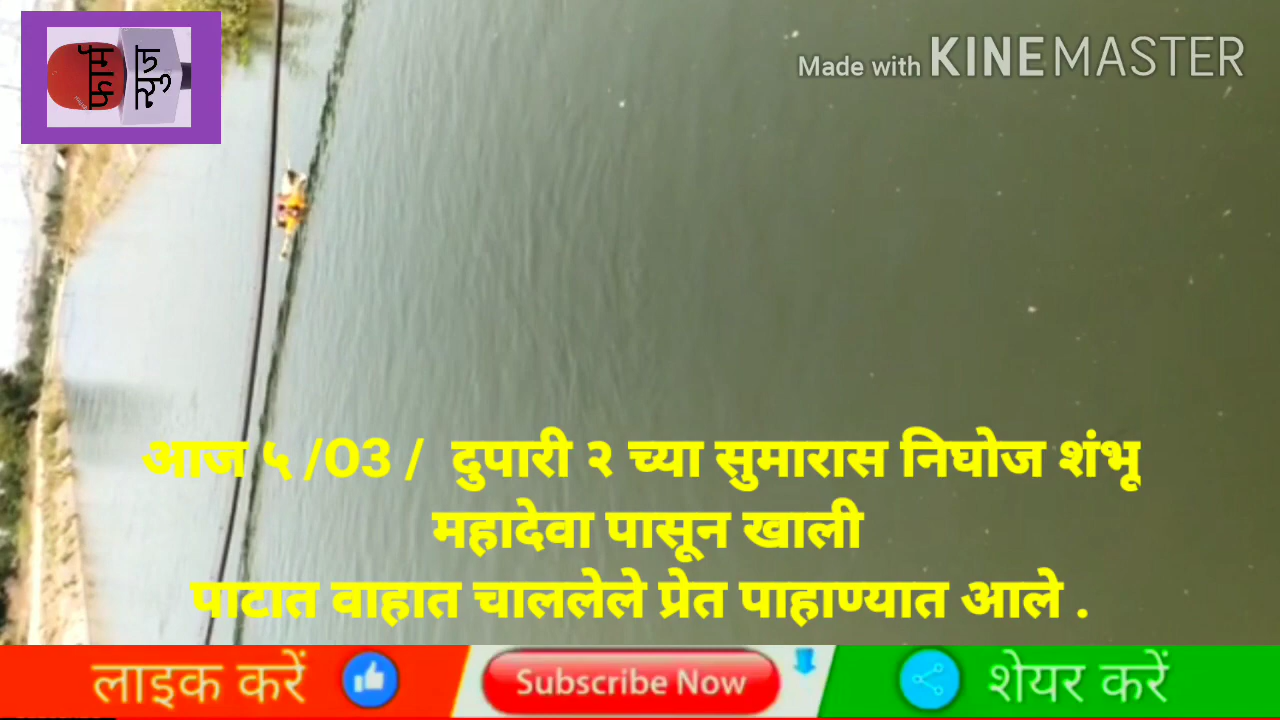 फार्म
न्युज
Made with KINEMASTER
आज ५ /03 / दुपारी २ च्या सुमारास निघोज शंभू
महादेवा पासून खाली
पाटात वाहात चाललेले प्रेत पाहाण्यात आले .
लाइक करें
Subscribe Now
शेयर करें